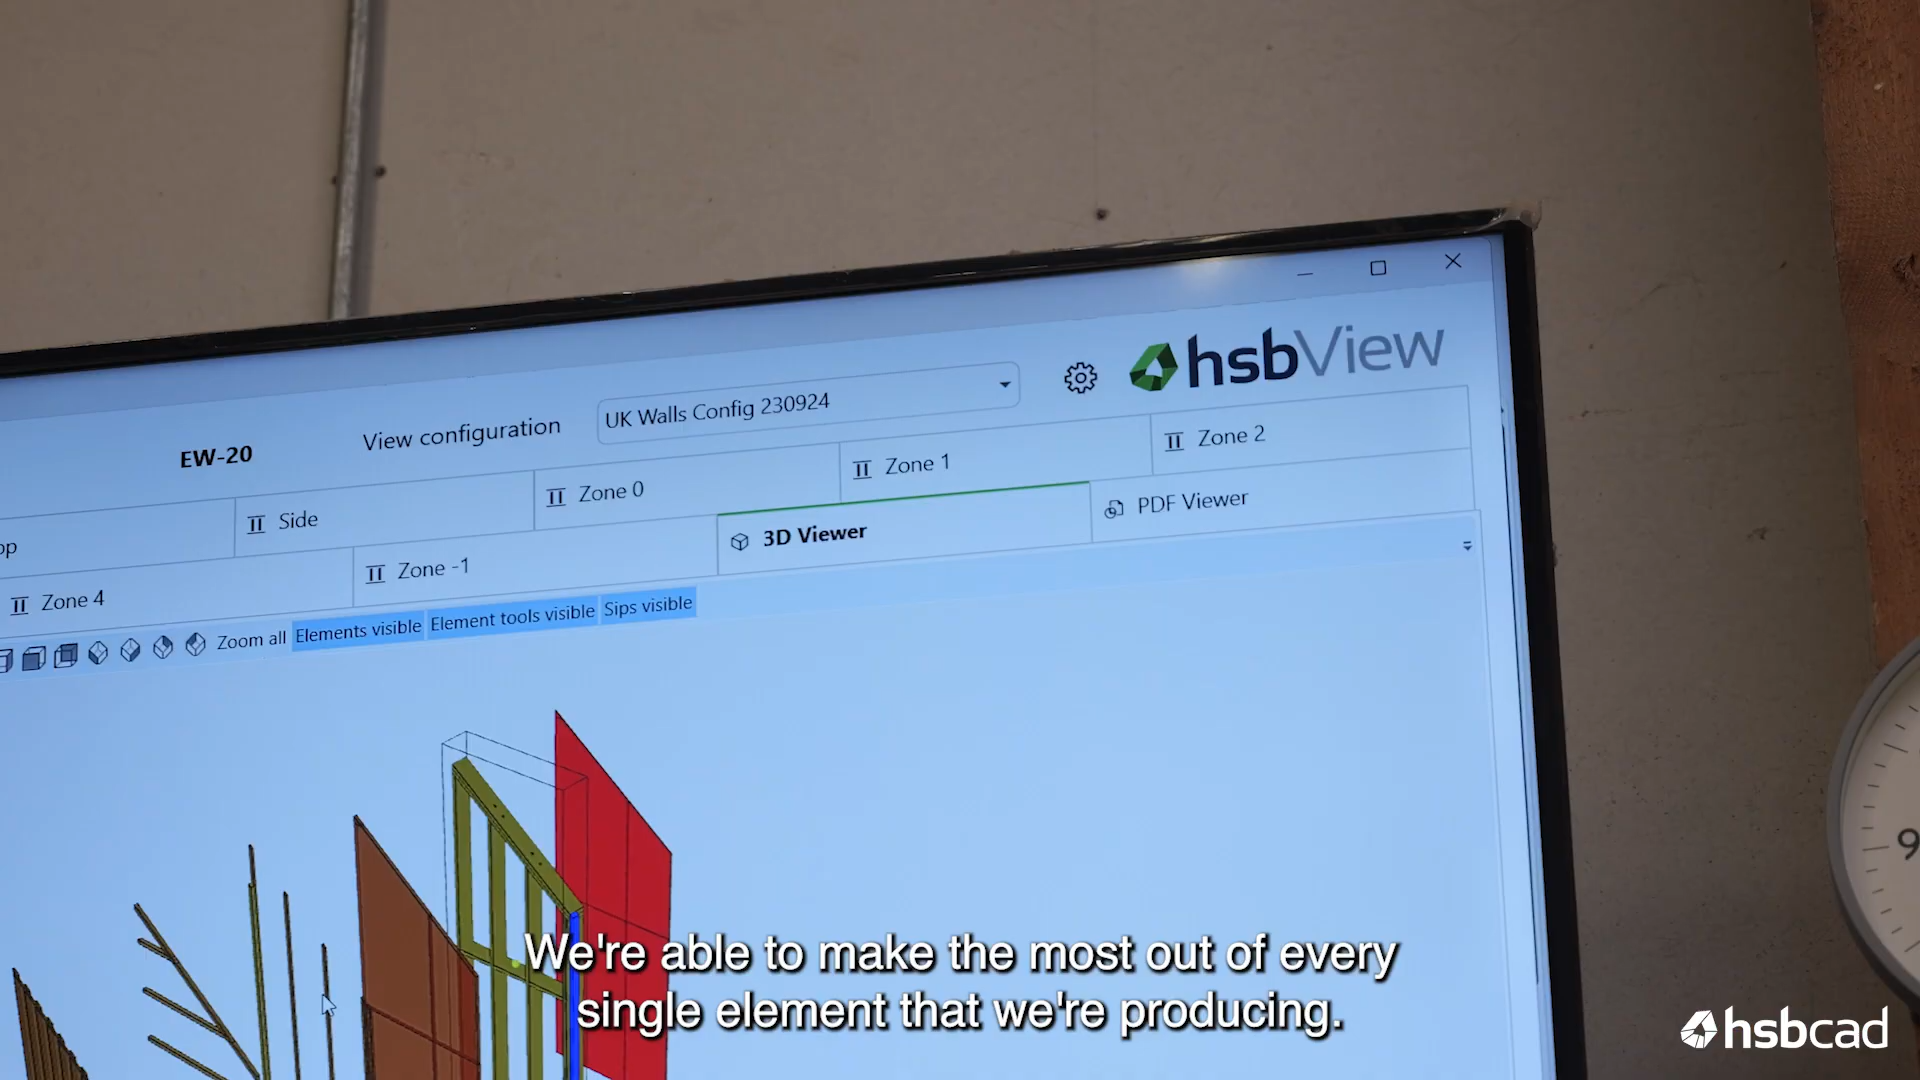 hsbView
EW-20
View configuration
UK Walls Config 230924
Side
Zone 0
Zone 1
Zone 2
Zone 4
Zone -1
3D Viewer
PDF Viewer
Zoom all
Elements visible
Element tools visible
Sips visible
9
We're able to make the most out of every
single element that we're producing.
hsbcad